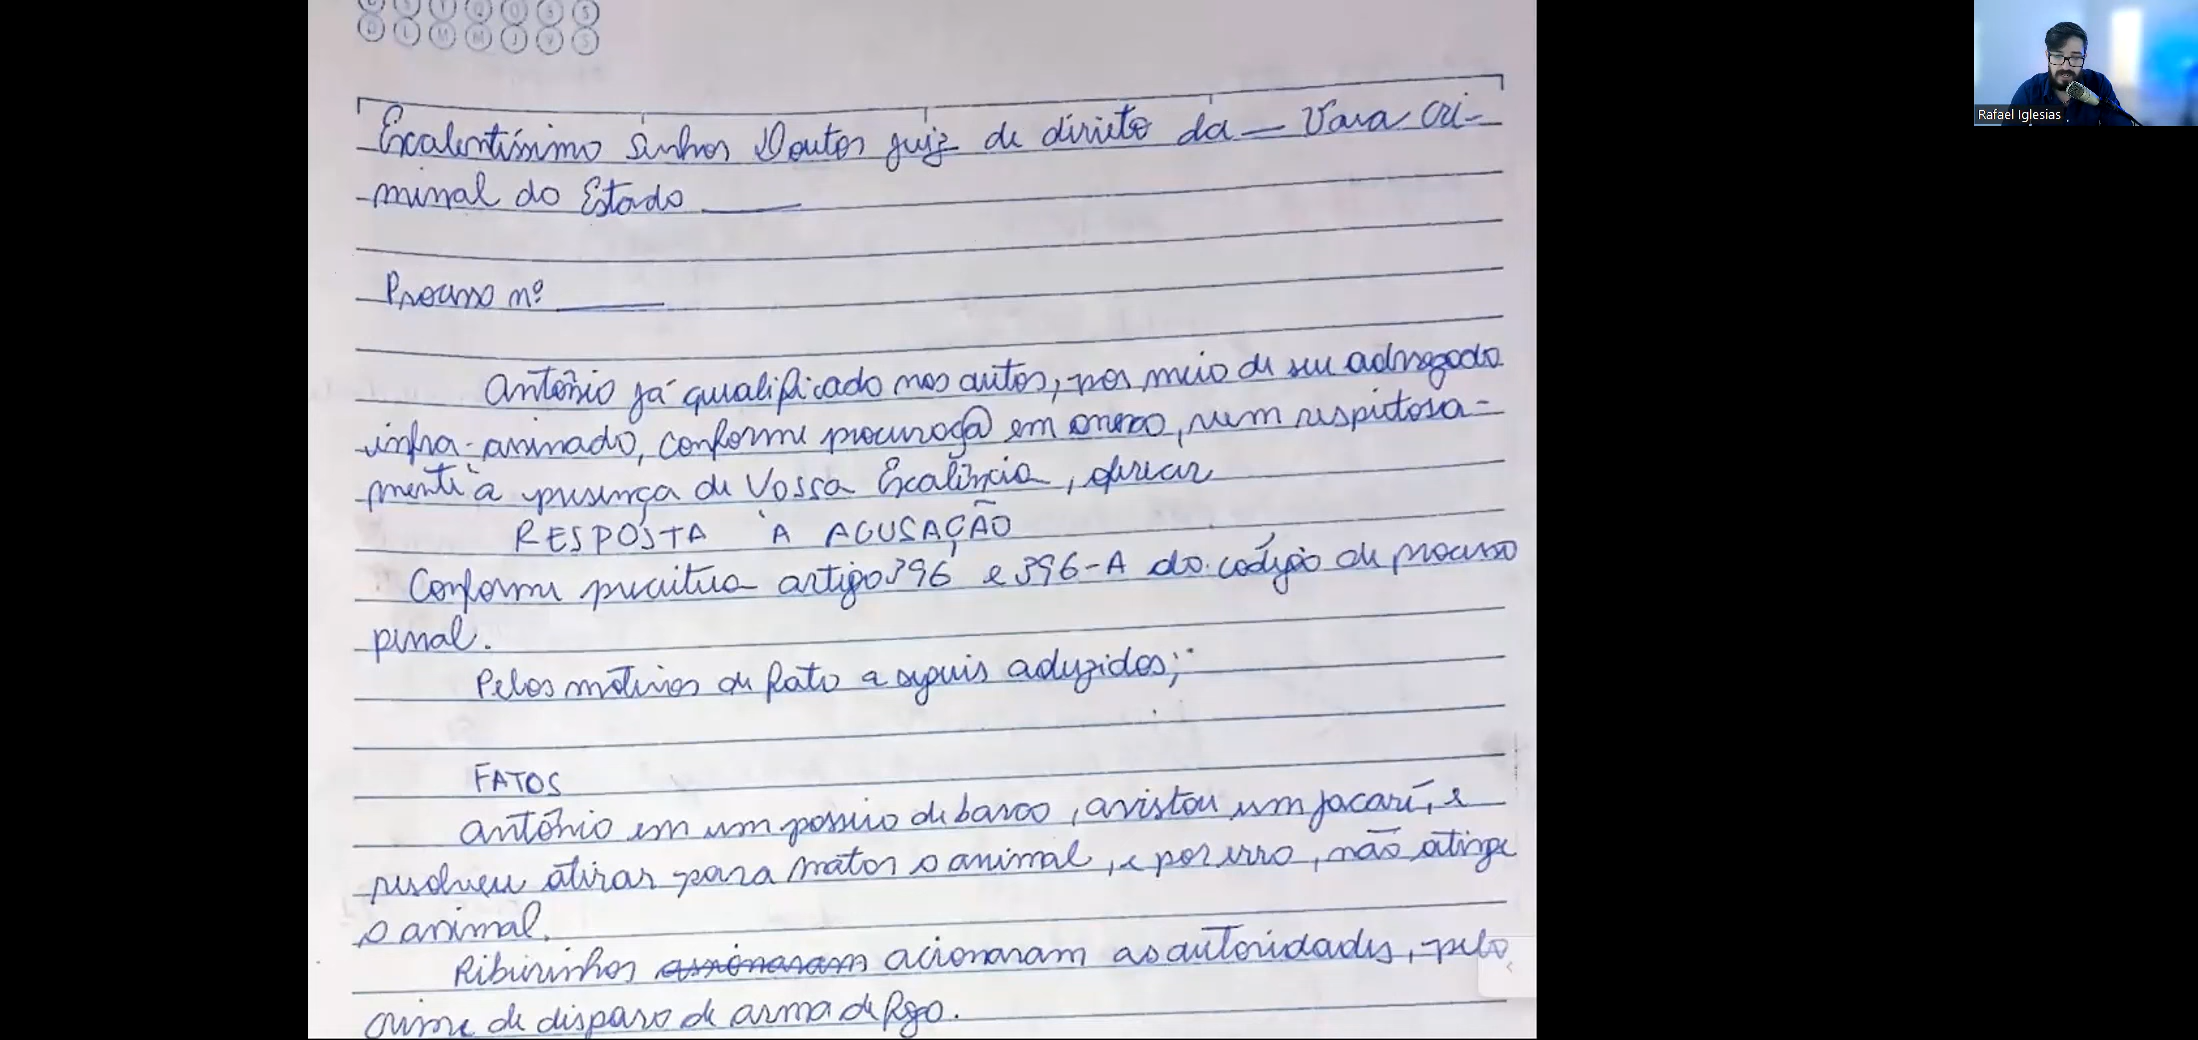 D L M M J V S
Excelentíssimo Senhor Doutor juiz de direito da — Vara cri-
minal do Estado ___
Processo nº ___
Antônio já qualificado nos autos, por meio de seu advogado
infra-assinado, conforme procuração em anexo, vem respeitosa-
mente à presença de Vossa Excelência, oferecer
RESPOSTA À ACUSAÇÃO
Conforme preceitua artigo 396 e 396-A do código de processo
penal.
Pelos motivos de fato a seguir aduzidos;
FATOS
Antônio em um passeio de barco, avistou um jacaré, e
resolveu atirar para matar o animal, e por erro, não atinge
o animal.
Ribeirinhos acionaram as autoridades, pelo
crime de disparo de arma de fogo.
Rafael Iglesias